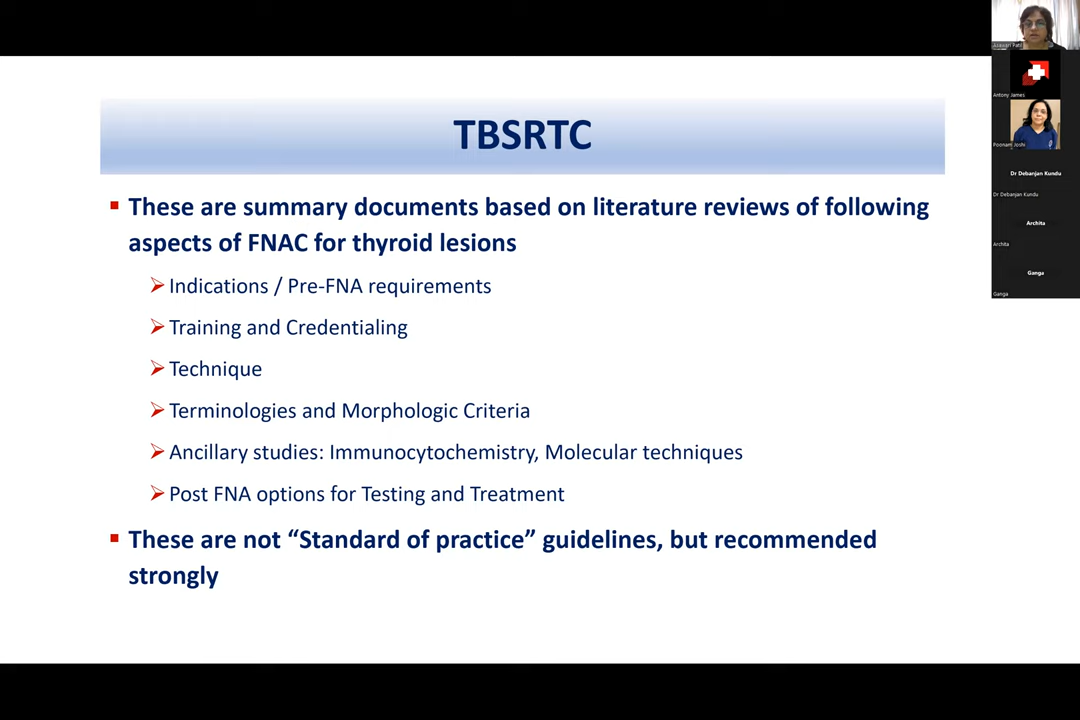 TBSRTC
These are summary documents based on literature reviews of following
aspects of FNAC for thyroid lesions
Indications / Pre-FNA requirements
Training and Credentialing
Technique
Terminologies and Morphologic Criteria
Ancillary studies: Immunocytochemistry, Molecular techniques
Post FNA options for Testing and Treatment
These are not “Standard of practice” guidelines, but recommended
strongly
Patil
Antony James
Poonam Joshi
Dr Debanjan Kundu
Dr Debanjan Kundu
Archita
Archita
Ganga
Ganga